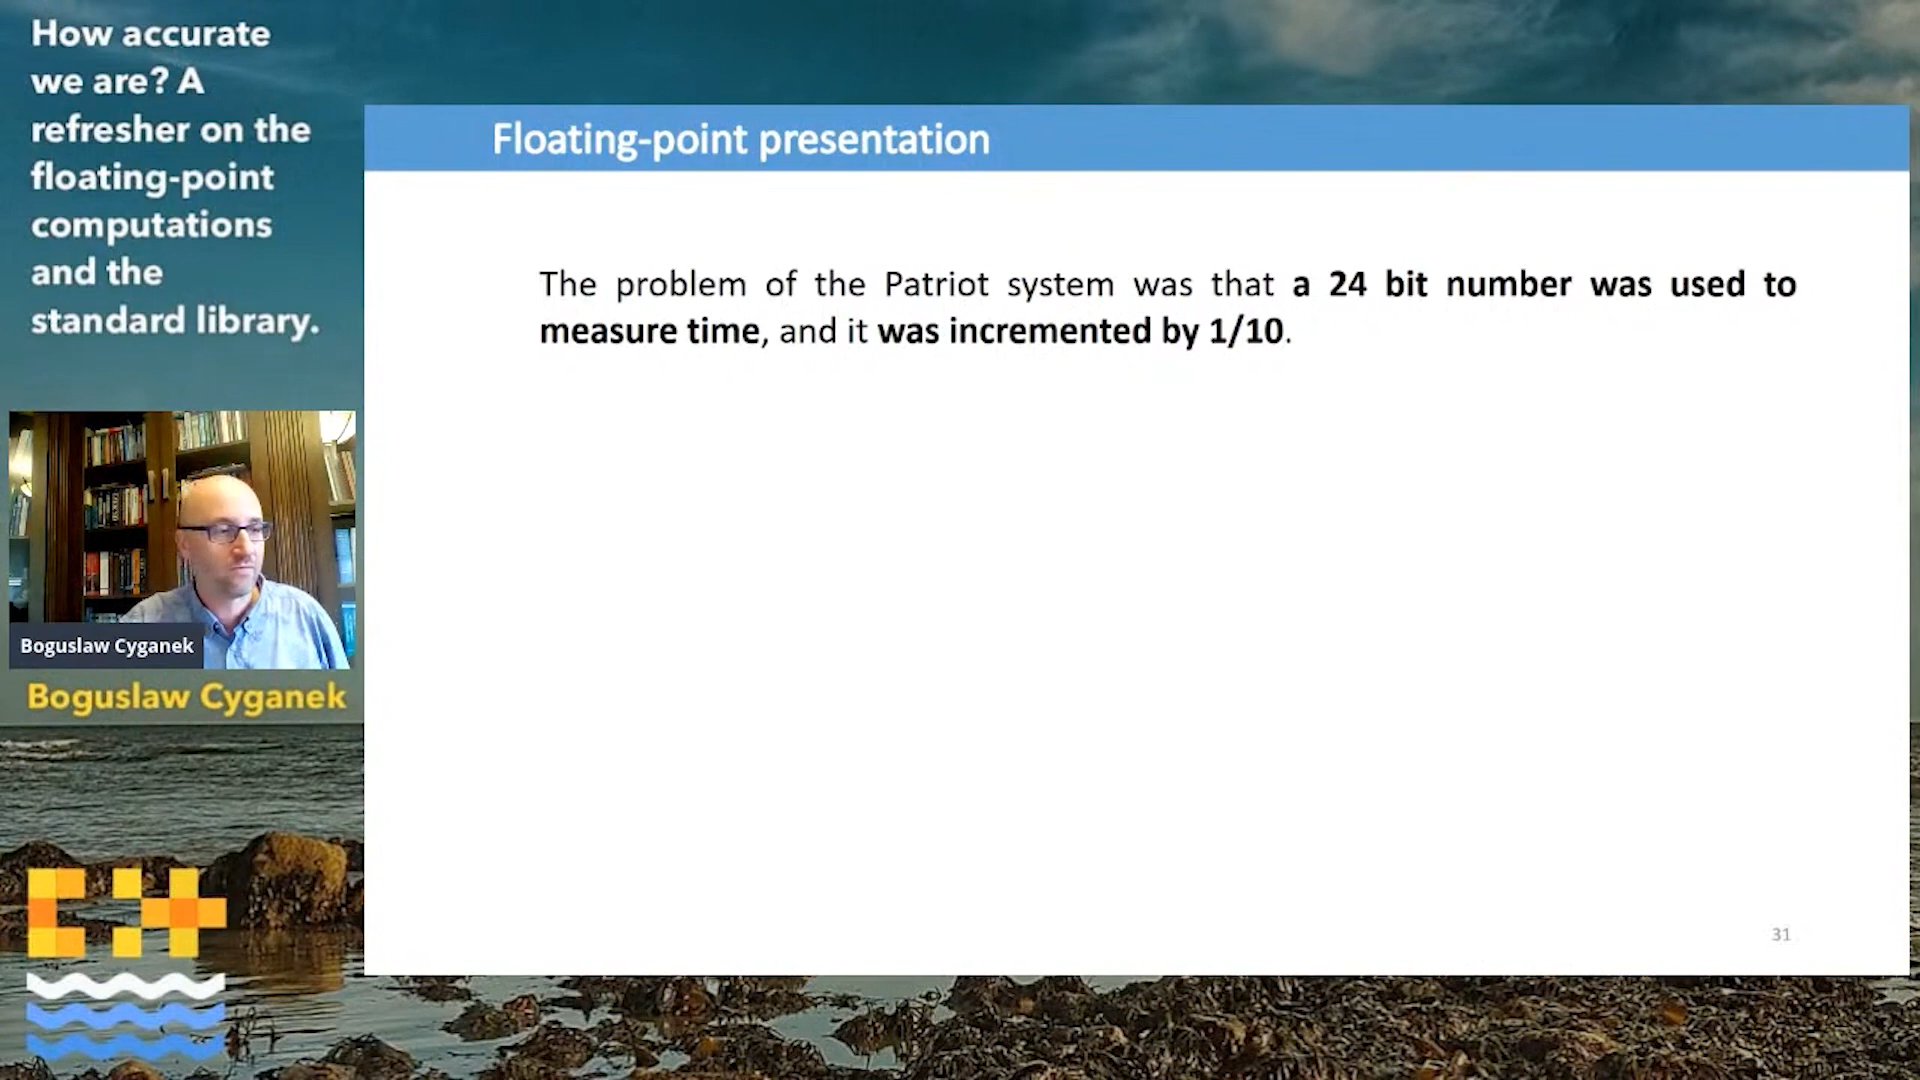 How accurate
we are? A
refresher on the
floating-point
computations
and the
standard library.
Floating-point presentation
The problem of the Patriot system was that a 24 bit number was used to
measure time, and it was incremented by 1/10.
Boguslaw Cyganek
Boguslaw Cyganek
31